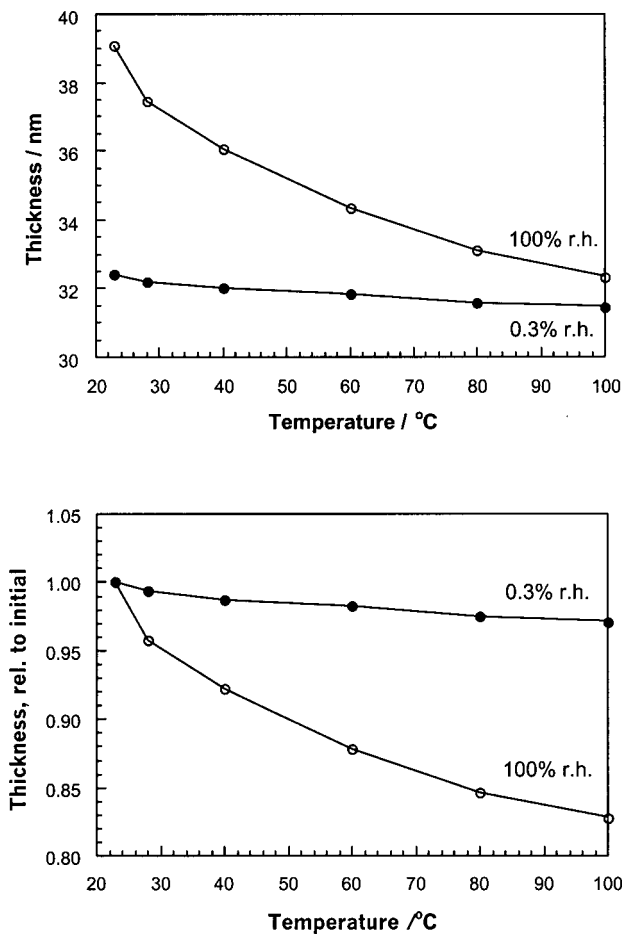 40
38
36
34
32
30
Thickness / nm
100% r.h.
0.3% r.h.
20 30 40 50 60 70 80 90 100
Temperature / °C
1.05
1.00
0.95
0.90
0.85
0.80
Thickness, rel. to initial
0.3% r.h.
100% r.h.
20 30 40 50 60 70 80 90 100
Temperature /°C